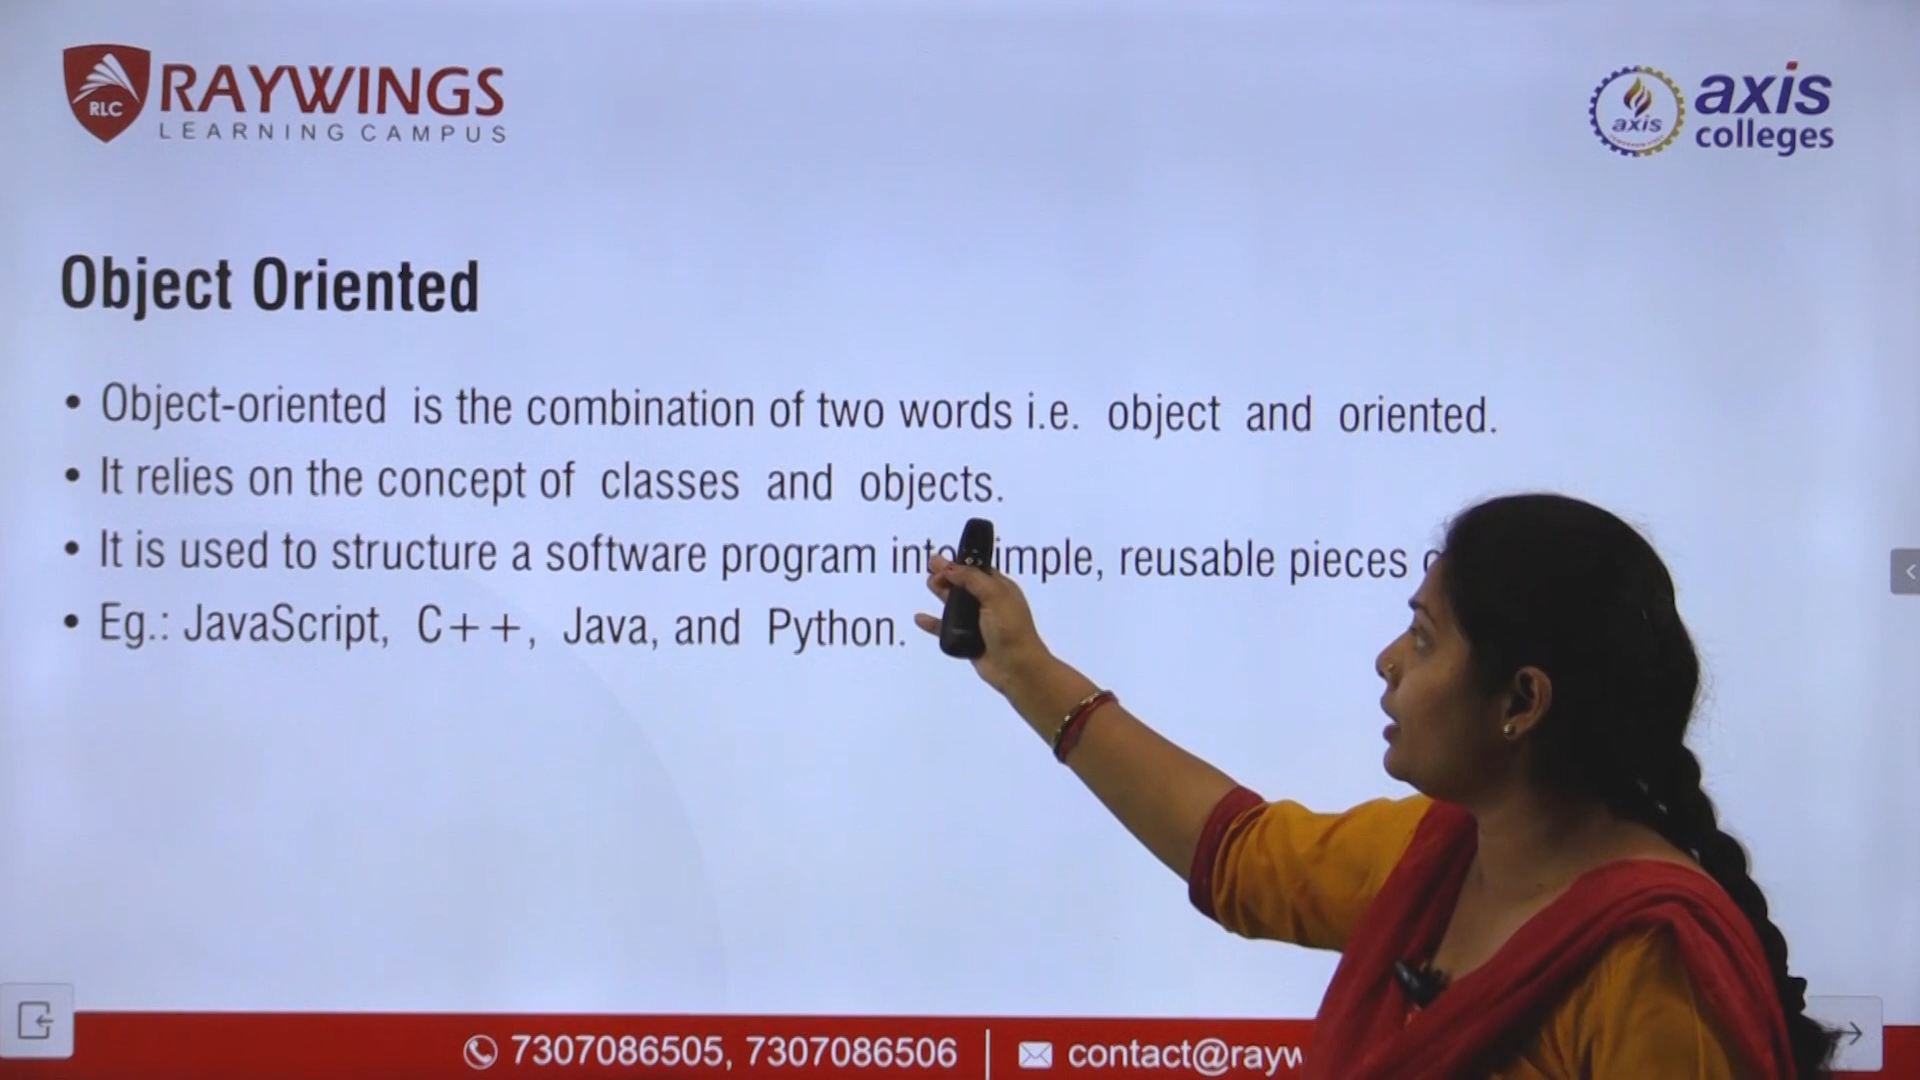 RLC
RAYWINGS
LEARNING CAMPUS
axis
axis
colleges
Object Oriented
• Object-oriented is the combination of two words i.e. object and oriented.
• It relies on the concept of classes and objects.
• It is used to structure a software program reusable pieces
• Eg.: JavaScript, C++, Java, and Python.
7307086505, 7307086506 | contact@rayw